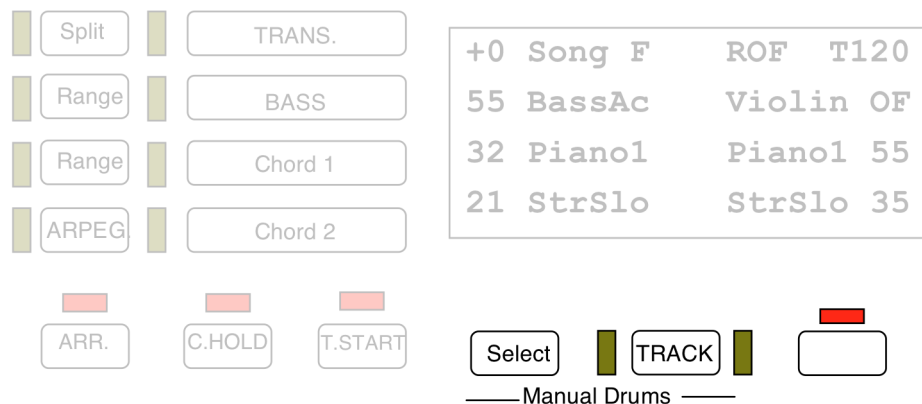 Split TRANS.
Range BASS
Range Chord 1
ARPEG. Chord 2
+0 Song F ROF T120
55 BassAc Violin OF
32 Piano1 Piano1 55
21 StrSlo StrSlo 35
ARR. C.HOLD T.START
Select TRACK
Manual Drums